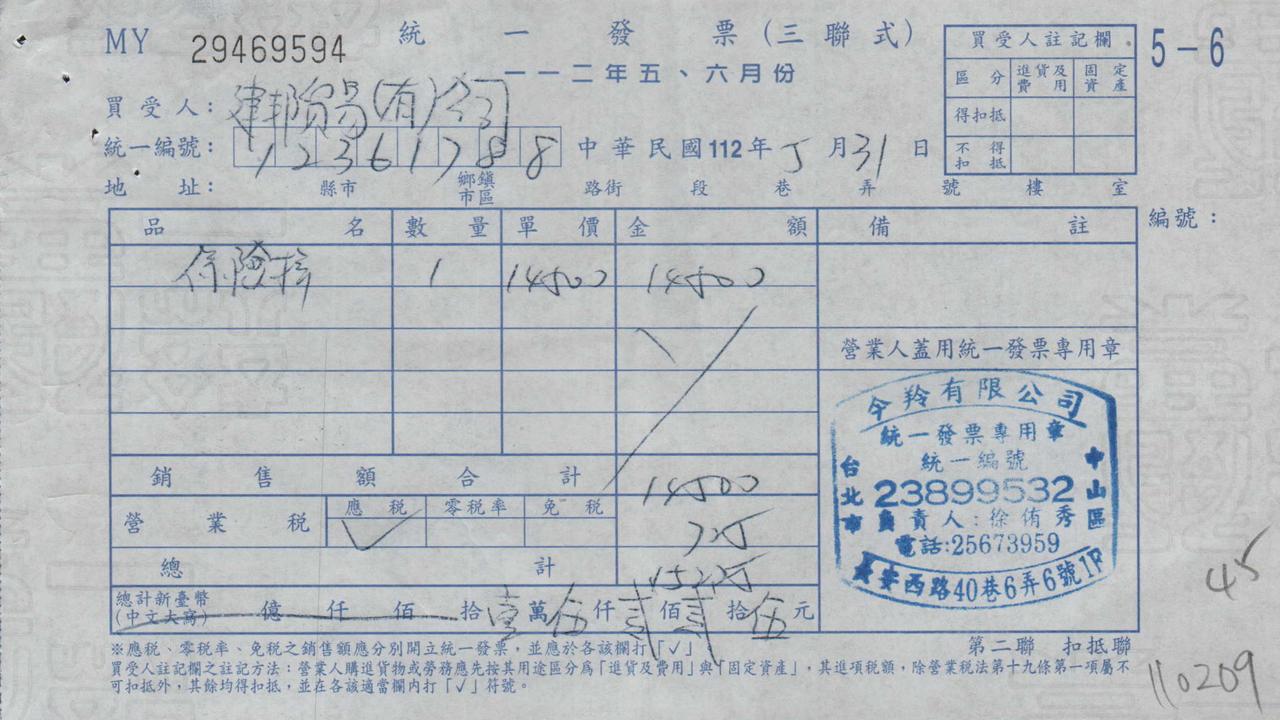 MY 29469594 統一發票(三聯式)
5-6
一一二年五、六月份
買受人:建邦貿易(有)公司
統一編號:12361788 中華民國112年5月31日
地址: 縣市 鄉鎮市區 路街 段 巷 弄 號 樓 室
買受人註記欄
區分 進貨及費用 固定資產
得扣抵
不得扣抵
編號:
品名 數量 單價 金額 備註
1 14500 14500
營業人蓋用統一發票專用章
銷售額合計 14500
營業稅 應稅 零稅率 免稅 725
✓
總計 15225
總計新臺幣(中文大寫) 億 仟 佰 拾壹萬伍仟貳佰貳拾伍元
今羚有限公司
統一發票專用章
統一編號
23899532
負責人:徐侑秀
電話:25673959
台北市 中山區
長安西路40巷6弄6號1F
45
110209
第二聯 扣抵聯
※應稅、零稅率、免稅之銷售額應分別開立統一發票,並應於各該欄打「✓」
買受人註記欄之註記方法:營業人購進貨物或勞務應先按其用途區分為「進貨及費用」與「固定資產」,其進項稅額,除營業稅法第十九條第一項屬不
可扣抵外,其餘均得扣抵,並在各該適當欄內打「✓」符號。